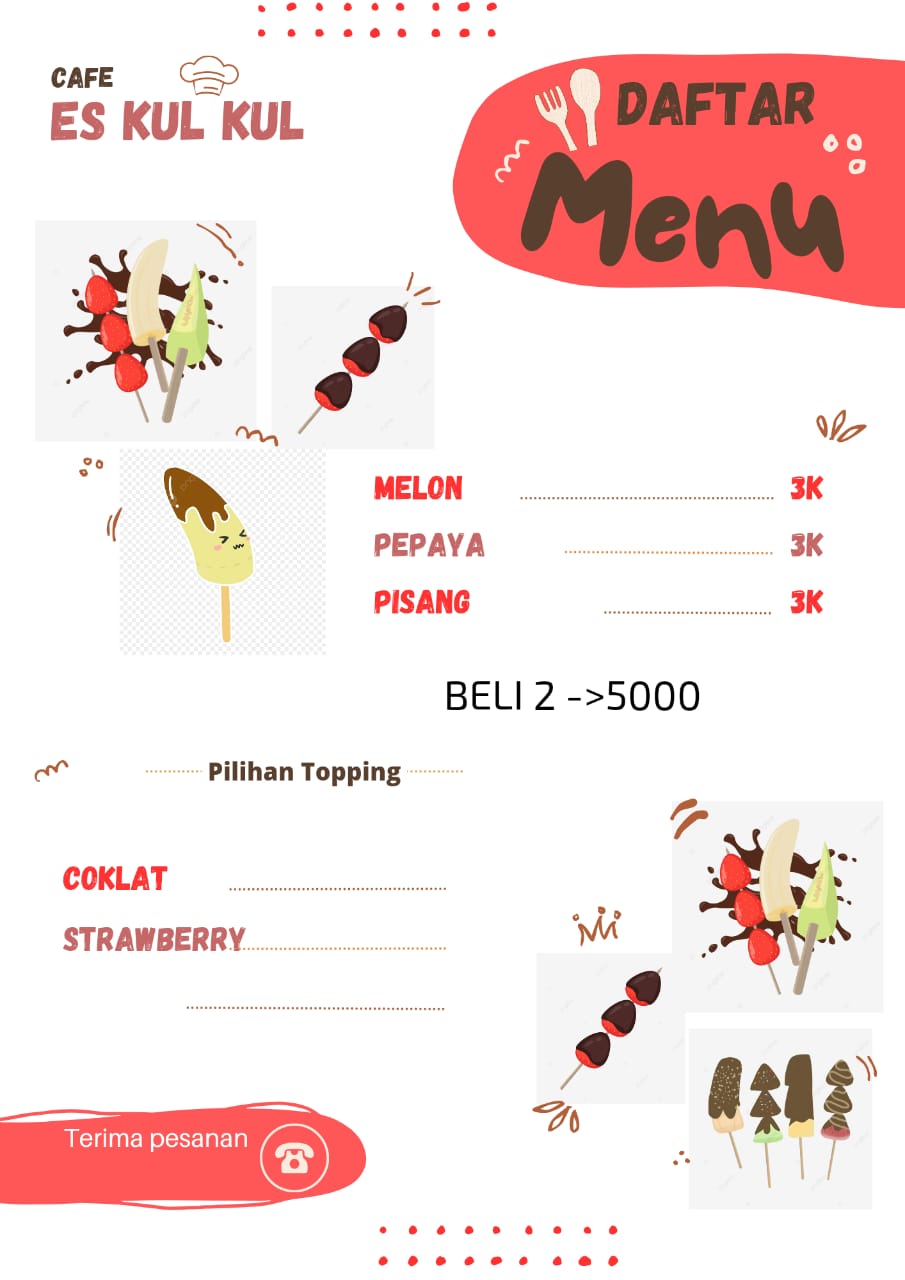 CAFE
ES KUL KUL
DAFTAR
Menu
MELON 3K
PEPAYA 3K
PISANG 3K
BELI 2 ->5000
Pilihan Topping
COKLAT
STRAWBERRY
Terima pesanan